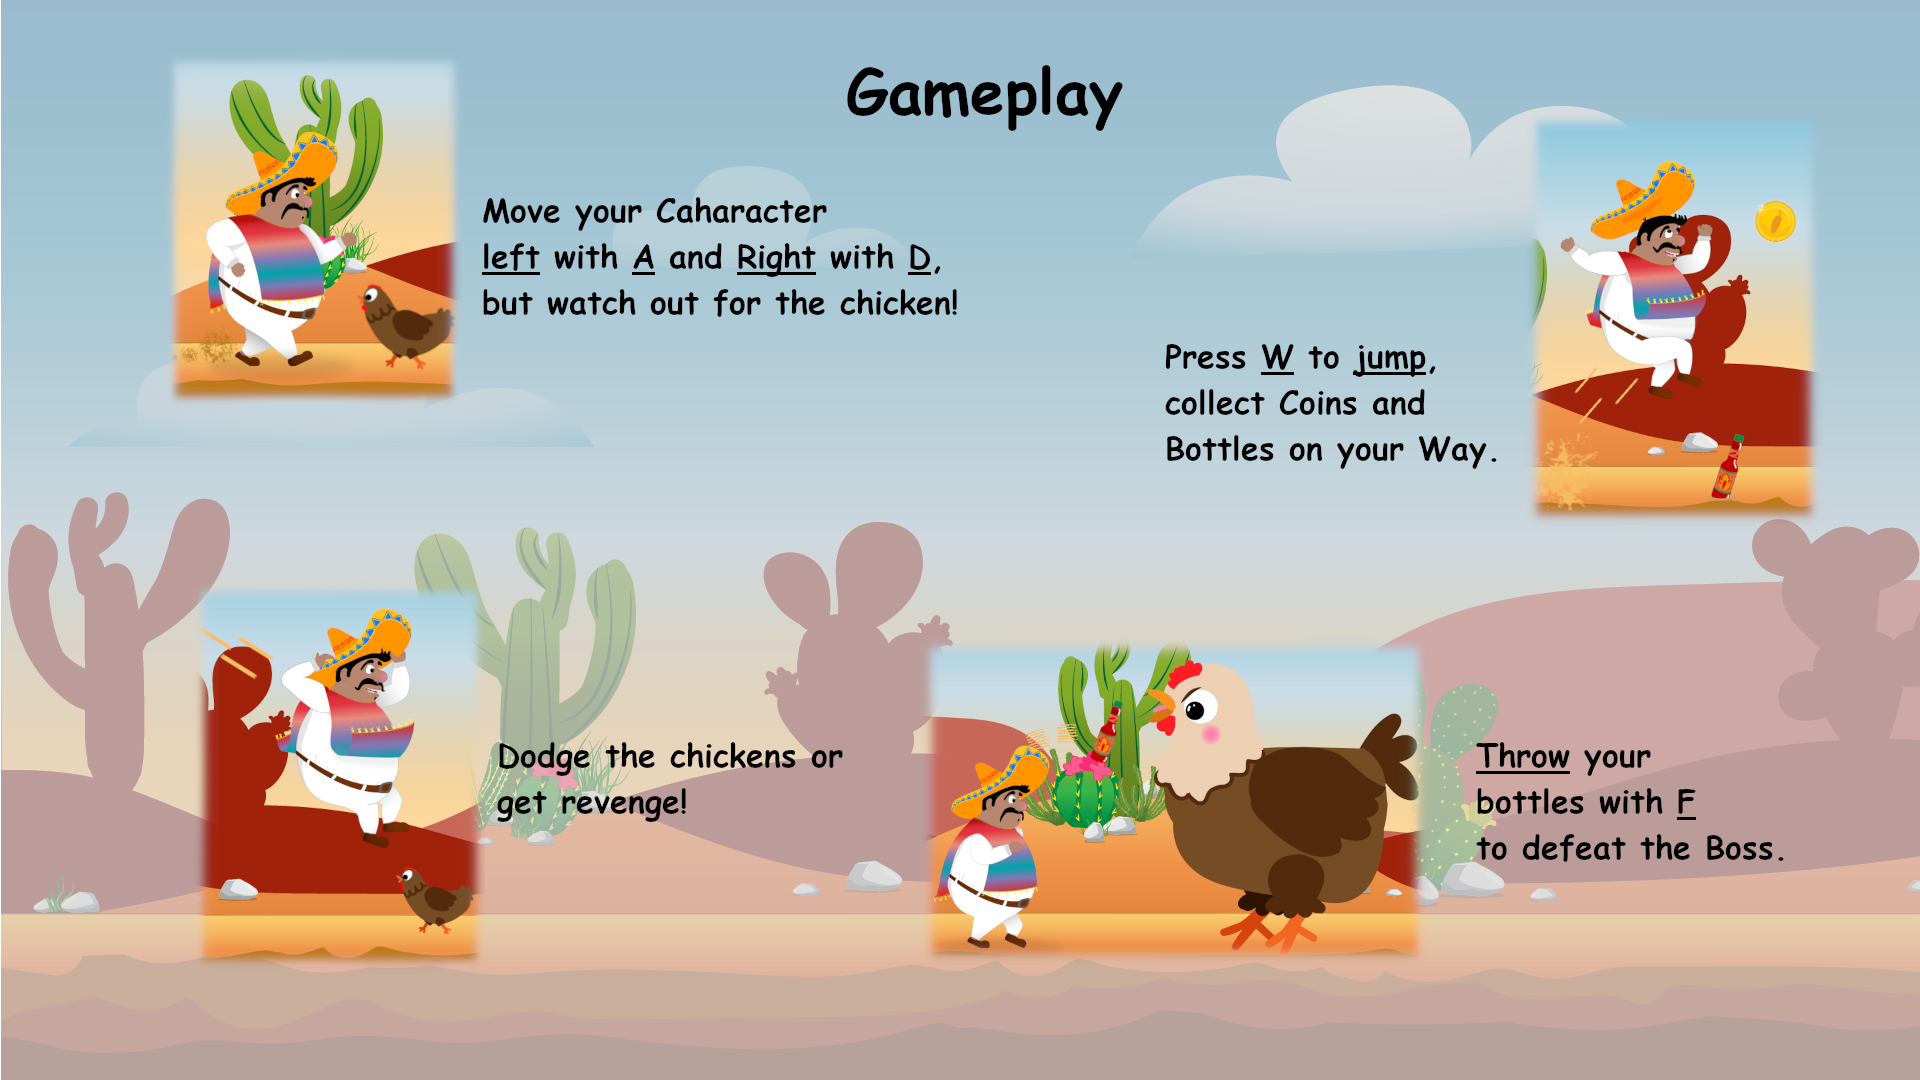 Gameplay
Move your Caharacter
left with A and Right with D,
but watch out for the chicken!
Press W to jump,
collect Coins and
Bottles on your Way.
Dodge the chickens or
get revenge!
Throw your
bottles with F
to defeat the Boss.